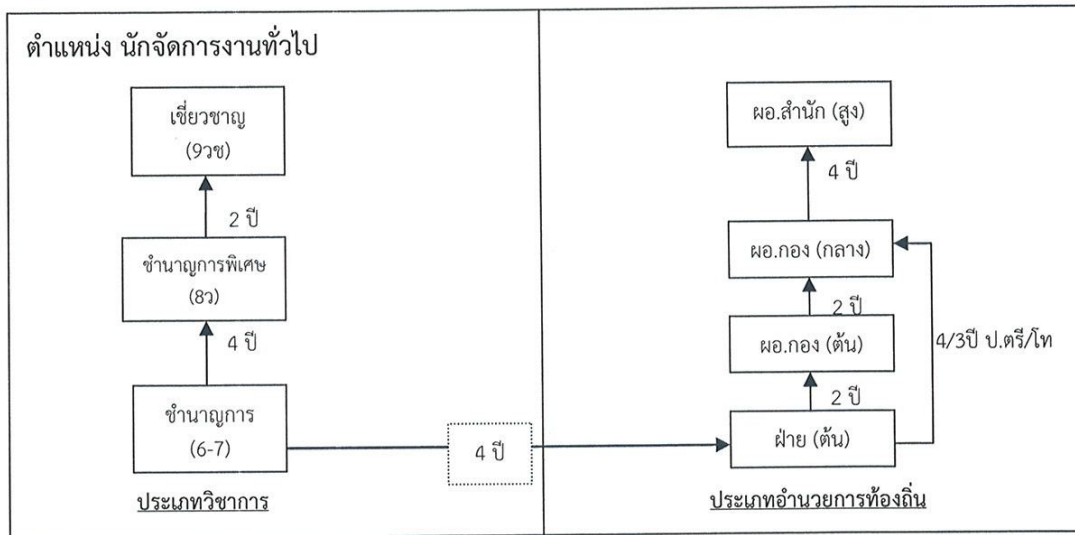 ตำแหน่ง นักจัดการงานทั่วไป
เชี่ยวชาญ
(9วช)
2 ปี
ชำนาญการพิเศษ
(8ว)
4 ปี
ชำนาญการ
(6-7)
ประเภทวิชาการ
4 ปี
ผอ.สำนัก (สูง)
4 ปี
ผอ.กอง (กลาง)
2 ปี
ผอ.กอง (ต้น)
4/3ปี ป.ตรี/โท
2 ปี
ฝ่าย (ต้น)
ประเภทอำนวยการท้องถิ่น